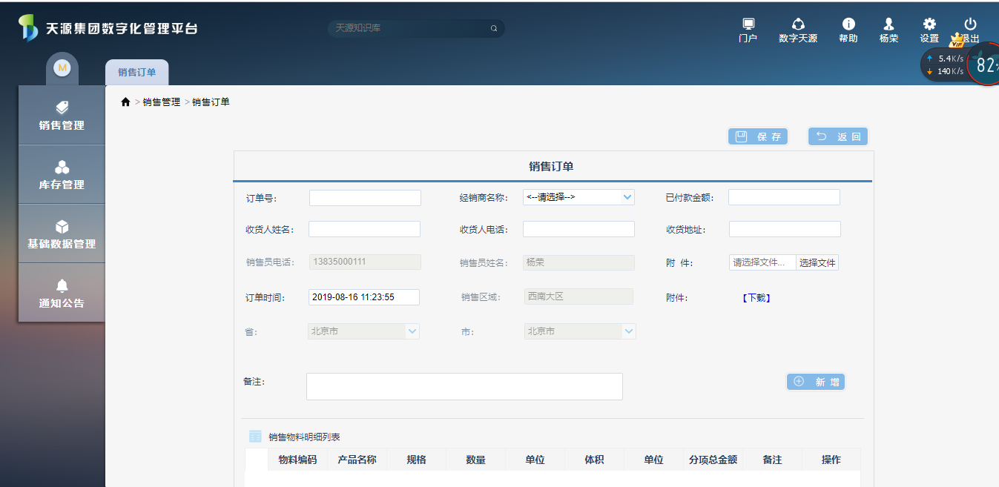 天源集团数字化管理平台
天源知识库
门户 数字天源 帮助 杨荣 设置 退出
VIP
5.4K/s
140K/s
82%
M
销售订单
> 销售管理 > 销售订单
销售管理
库存管理
基础数据管理
通知公告
保 存 返 回
销售订单
订单号: 经销商名称: <--请选择--> 已付款金额:
收货人姓名: 收货人电话: 收货地址:
销售员电话: 13835000111 销售员姓名: 杨荣 附 件: 请选择文件... 选择文件
订单时间: 2019-08-16 11:23:55 销售区域: 西南大区 附件: 【下载】
省: 北京市 市: 北京市
备注: 新 增
销售物料明细列表
物料编码 产品名称 规格 数量 单位 体积 单位 分项总金额 备注 操作